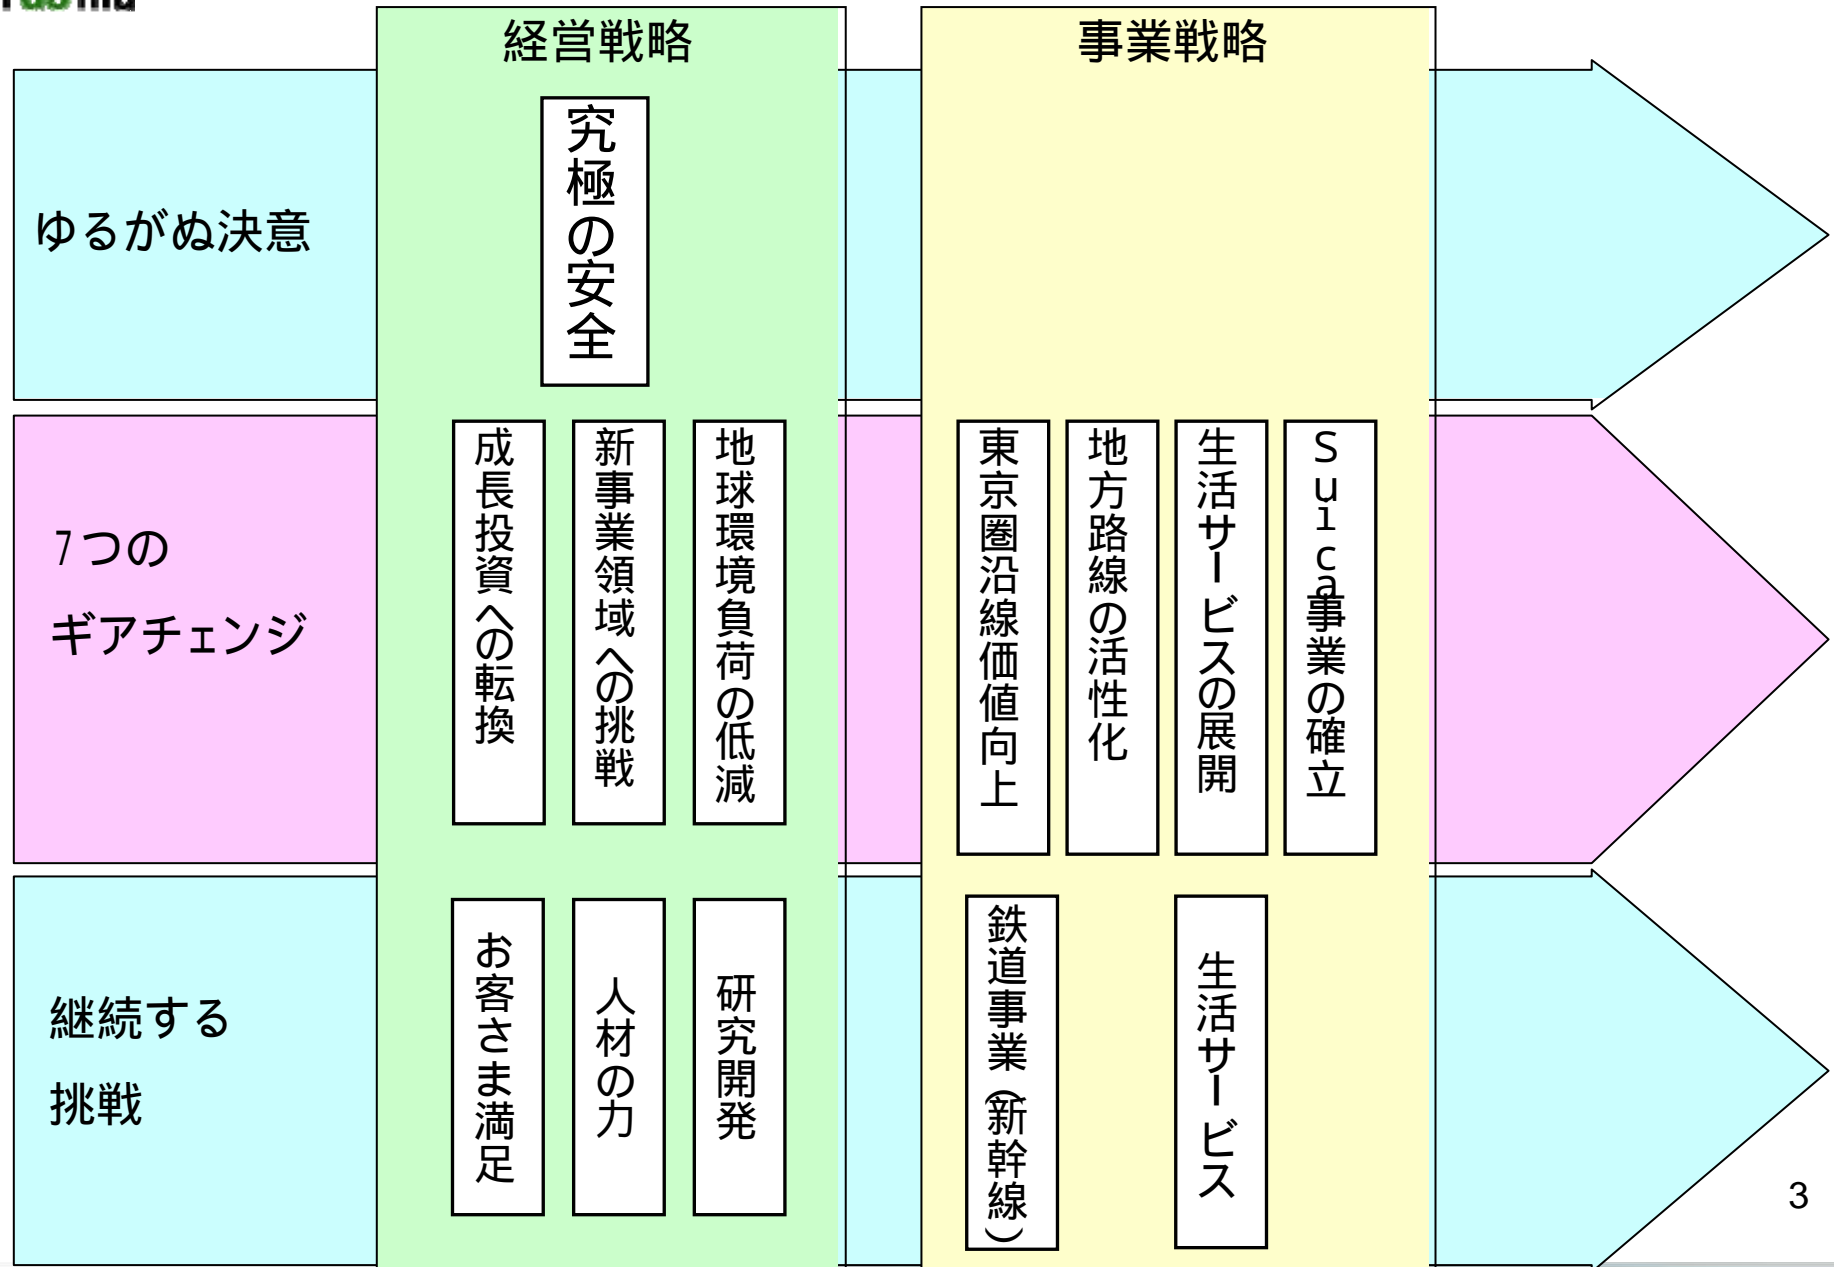 経営戦略
事業戦略
ゆるがぬ決意
究極の安全
7つの
ギアチェンジ
成長投資への転換
新事業領域への挑戦
地球環境負荷の低減
東京圏沿線価値向上
地方路線の活性化
生活サービスの展開
Suica事業の確立
継続する
挑戦
お客さま満足
人材の力
研究開発
鉄道事業(新幹線)
生活サービス
3